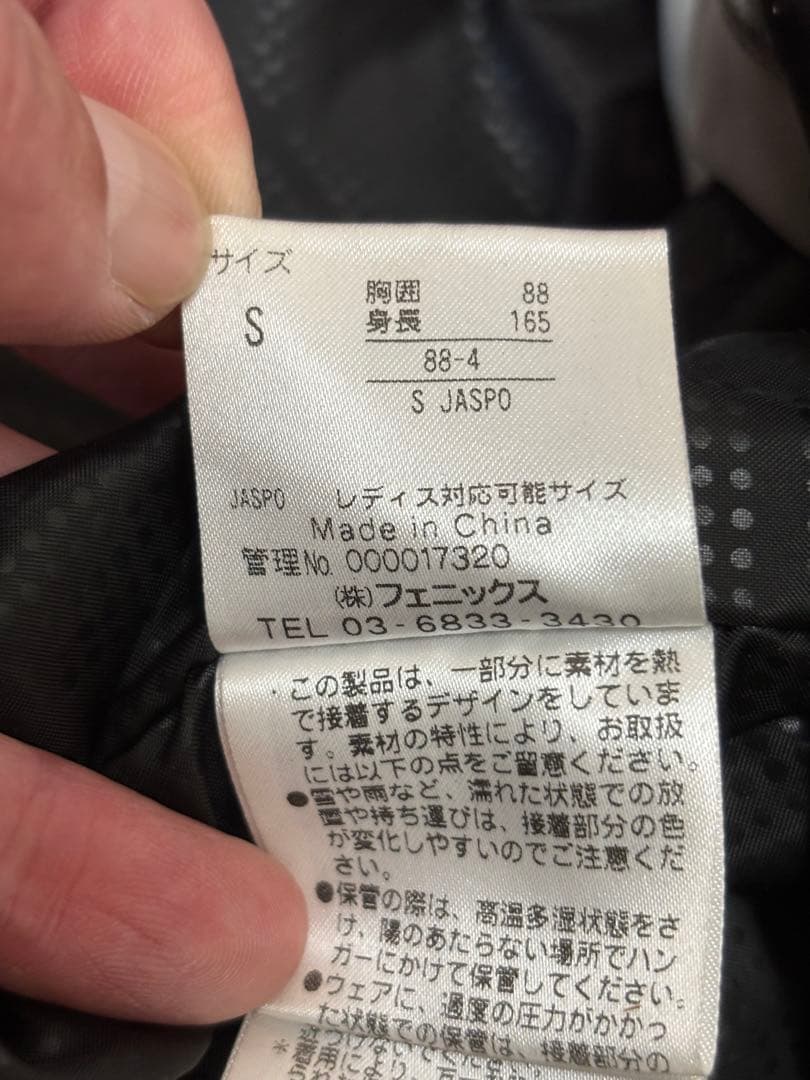 サイズ
S
胸囲 88
身長 165
88-4
S JASPO
JASPO レディス対応可能サイズ
Made in China
管理No. 000017320
(株)フェニックス
TEL 03-6833-3430
・この製品は、一部分に素材を熱
で接着するデザインをしていま
す。素材の特性により、お取扱
には以下の点をご留意ください。
●雪や雨など、濡れた状態での放
置や持ち運びは、接着部分の色
が変化しやすいのでご注意くだ
さい。
●保管の際は、高温多湿状態をさ
け、陽のあたらない場所でハン
ガーにかけて保管してください。
●ウェアに、過度の圧力がかかっ
た状態での保管は、接着部分の